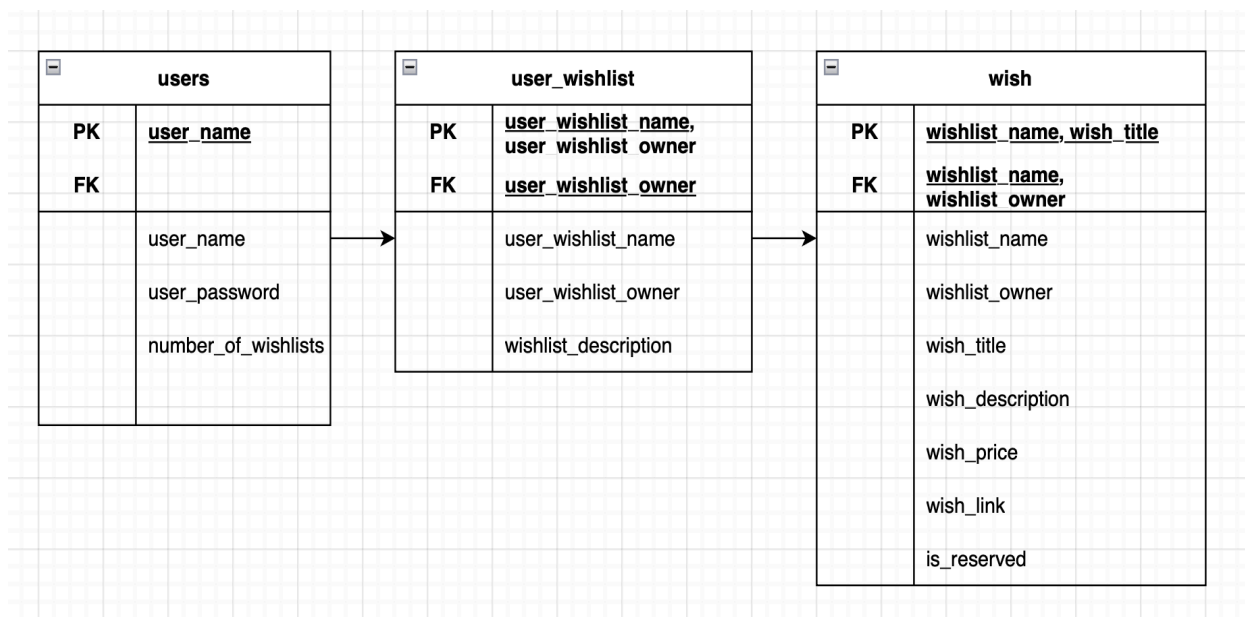 users
PK user_name
FK
user_name
user_password
number_of_wishlists
user_wishlist
PK user_wishlist_name,
user_wishlist_owner
FK user_wishlist_owner
user_wishlist_name
user_wishlist_owner
wishlist_description
wish
PK wishlist_name, wish_title
FK wishlist_name,
wishlist_owner
wishlist_name
wishlist_owner
wish_title
wish_description
wish_price
wish_link
is_reserved